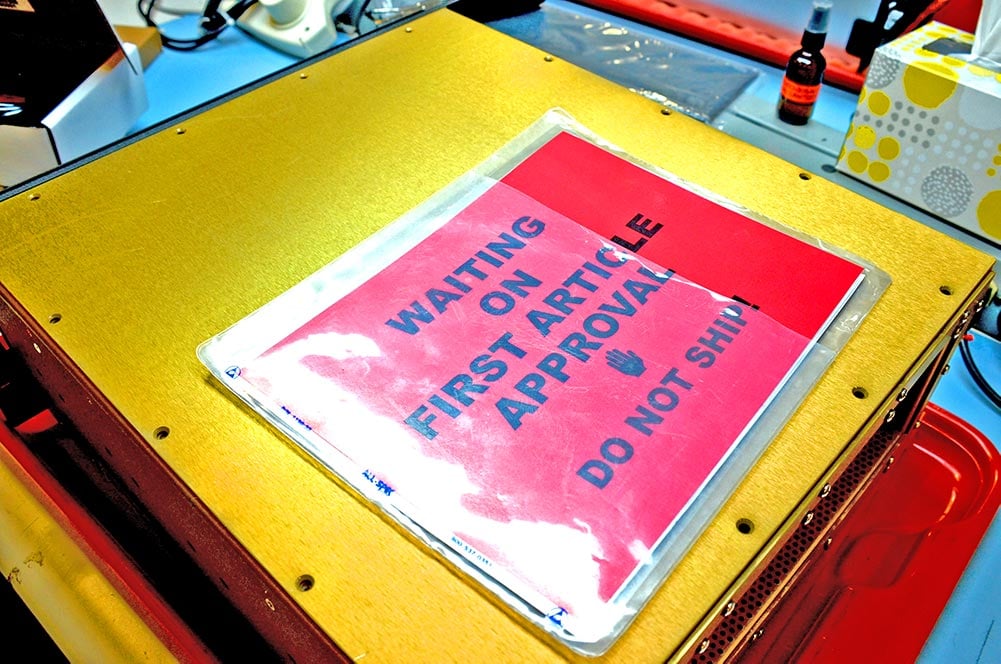 WAITING
ON
FIRST ARTICLE
APPROVAL.
DO NOT SHIP!